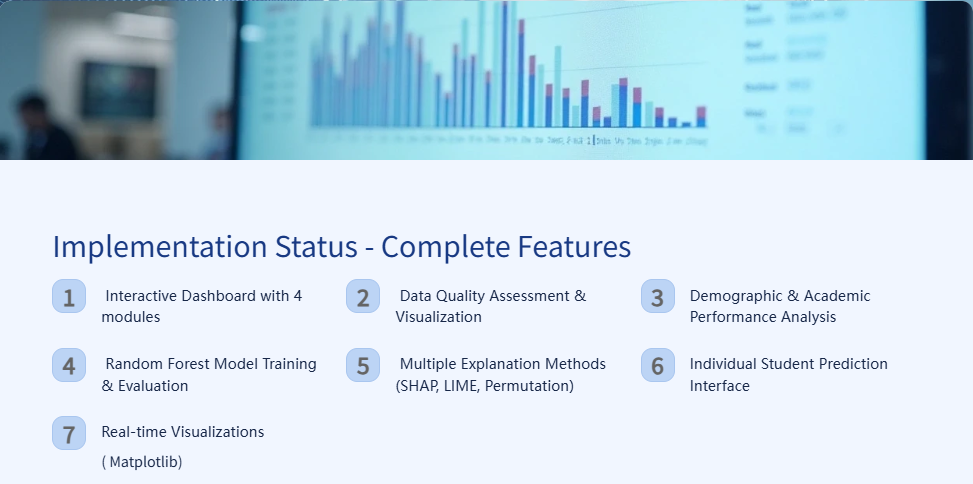 Implementation Status - Complete Features
1
Interactive Dashboard with 4
modules
2
Data Quality Assessment &
Visualization
3
Demographic & Academic
Performance Analysis
4
Random Forest Model Training
& Evaluation
5
Multiple Explanation Methods
(SHAP, LIME, Permutation)
6
Individual Student Prediction
Interface
7
Real-time Visualizations
( Matplotlib)